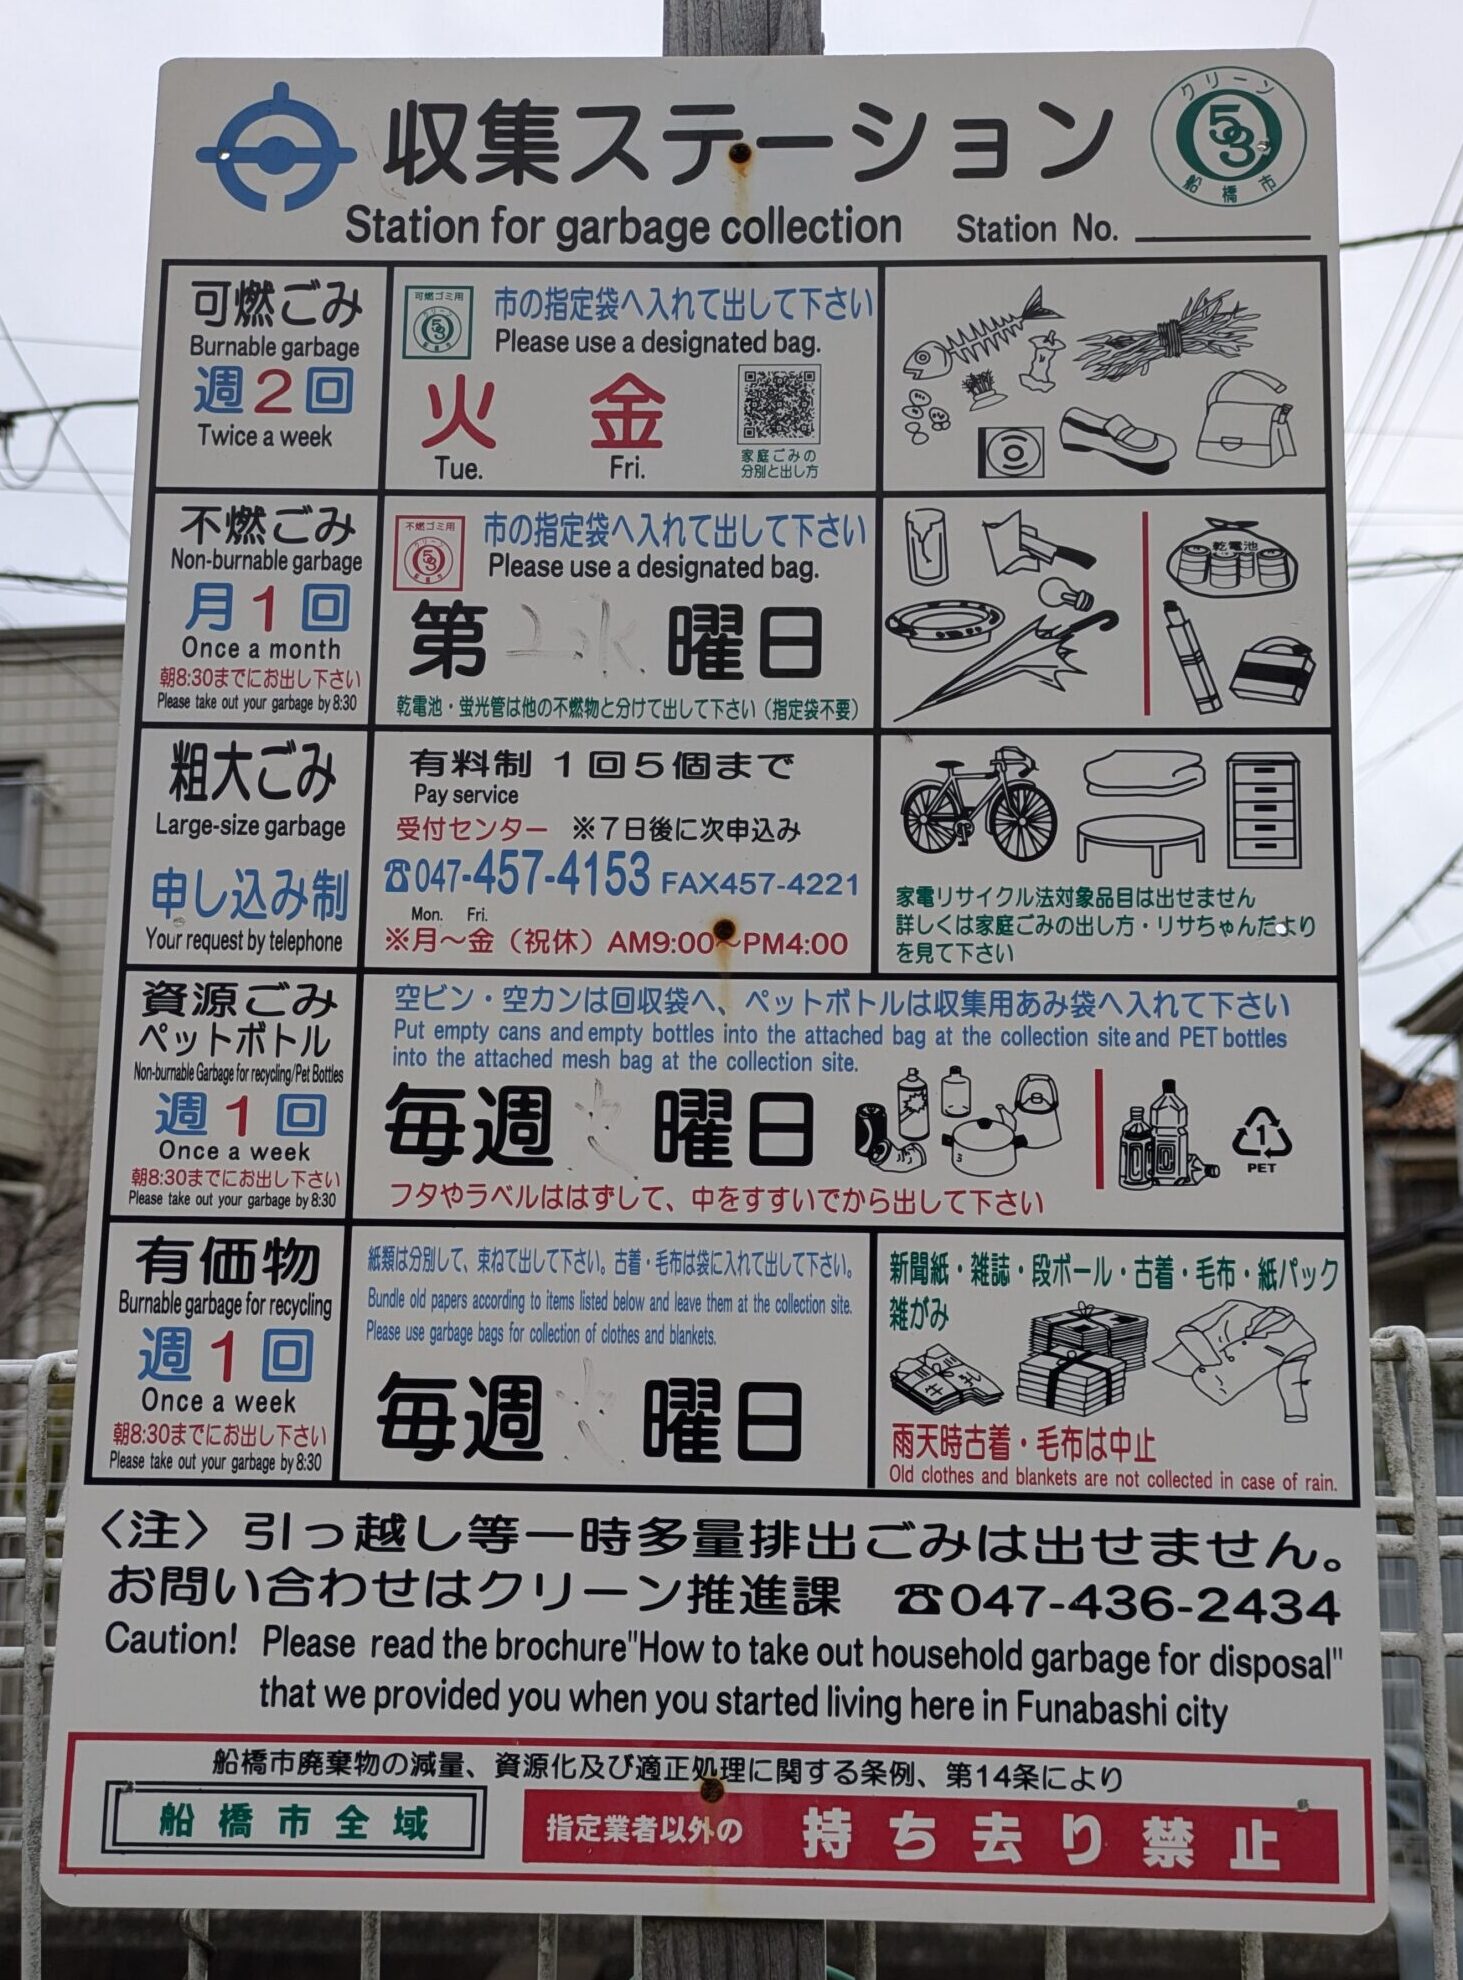 収集ステーション
Station for garbage collection Station No.
クリーン
53
船橋市
可燃ごみ
Burnable garbage
週2回
Twice a week
可燃ゴミ用
クリーン
53
船橋市
市の指定袋へ入れて出して下さい
Please use a designated bag.
火 金
Tue. Fri.
家庭ごみの
分別と出し方
不燃ごみ
Non-burnable garbage
月1回
Once a month
朝8:30までにお出し下さい
Please take out your garbage by 8:30
不燃ゴミ用
クリーン
53
船橋市
市の指定袋へ入れて出して下さい
Please use a designated bag.
第 水 曜日
乾電池・蛍光管は他の不燃物と分けて出して下さい(指定袋不要)
乾電池
粗大ごみ
Large-size garbage
申し込み制
Your request by telephone
有料制 1回5個まで
Pay service
受付センター ※7日後に次申込み
☎047-457-4153 FAX457-4221
Mon. Fri.
※月〜金(祝休)AM9:00〜PM4:00
家電リサイクル法対象品目は出せません
詳しくは家庭ごみの出し方・リサちゃんだより
を見て下さい
資源ごみ
ペットボトル
Non-burnable Garbage for recycling/Pet Bottles
週1回
Once a week
朝8:30までにお出し下さい
Please take out your garbage by 8:30
空ビン・空カンは回収袋へ、ペットボトルは収集用あみ袋へ入れて下さい
Put empty cans and empty bottles into the attached bag at the collection site and PET bottles
into the attached mesh bag at the collection site.
毎週 曜日
1
PET
フタやラベルははずして、中をすすいでから出して下さい
有価物
Burnable garbage for recycling
週1回
Once a week
朝8:30までにお出し下さい
Please take out your garbage by 8:30
紙類は分別して、束ねて出して下さい。古着・毛布は袋に入れて出して下さい。
Bundle old papers according to items listed below and leave them at the collection site.
Please use garbage bags for collection of clothes and blankets.
毎週 曜日
新聞紙・雑誌・段ボール・古着・毛布・紙パック
雑がみ
雨天時古着・毛布は中止
Old clothes and blankets are not collected in case of rain.
〈注〉引っ越し等一時多量排出ごみは出せません。
お問い合わせはクリーン推進課 ☎047-436-2434
Caution! Please read the brochure"How to take out household garbage for disposal"
that we provided you when you started living here in Funabashi city
船橋市廃棄物の減量、資源化及び適正処理に関する条例、第14条により
船橋市全域
指定業者以外の 持ち去り禁止